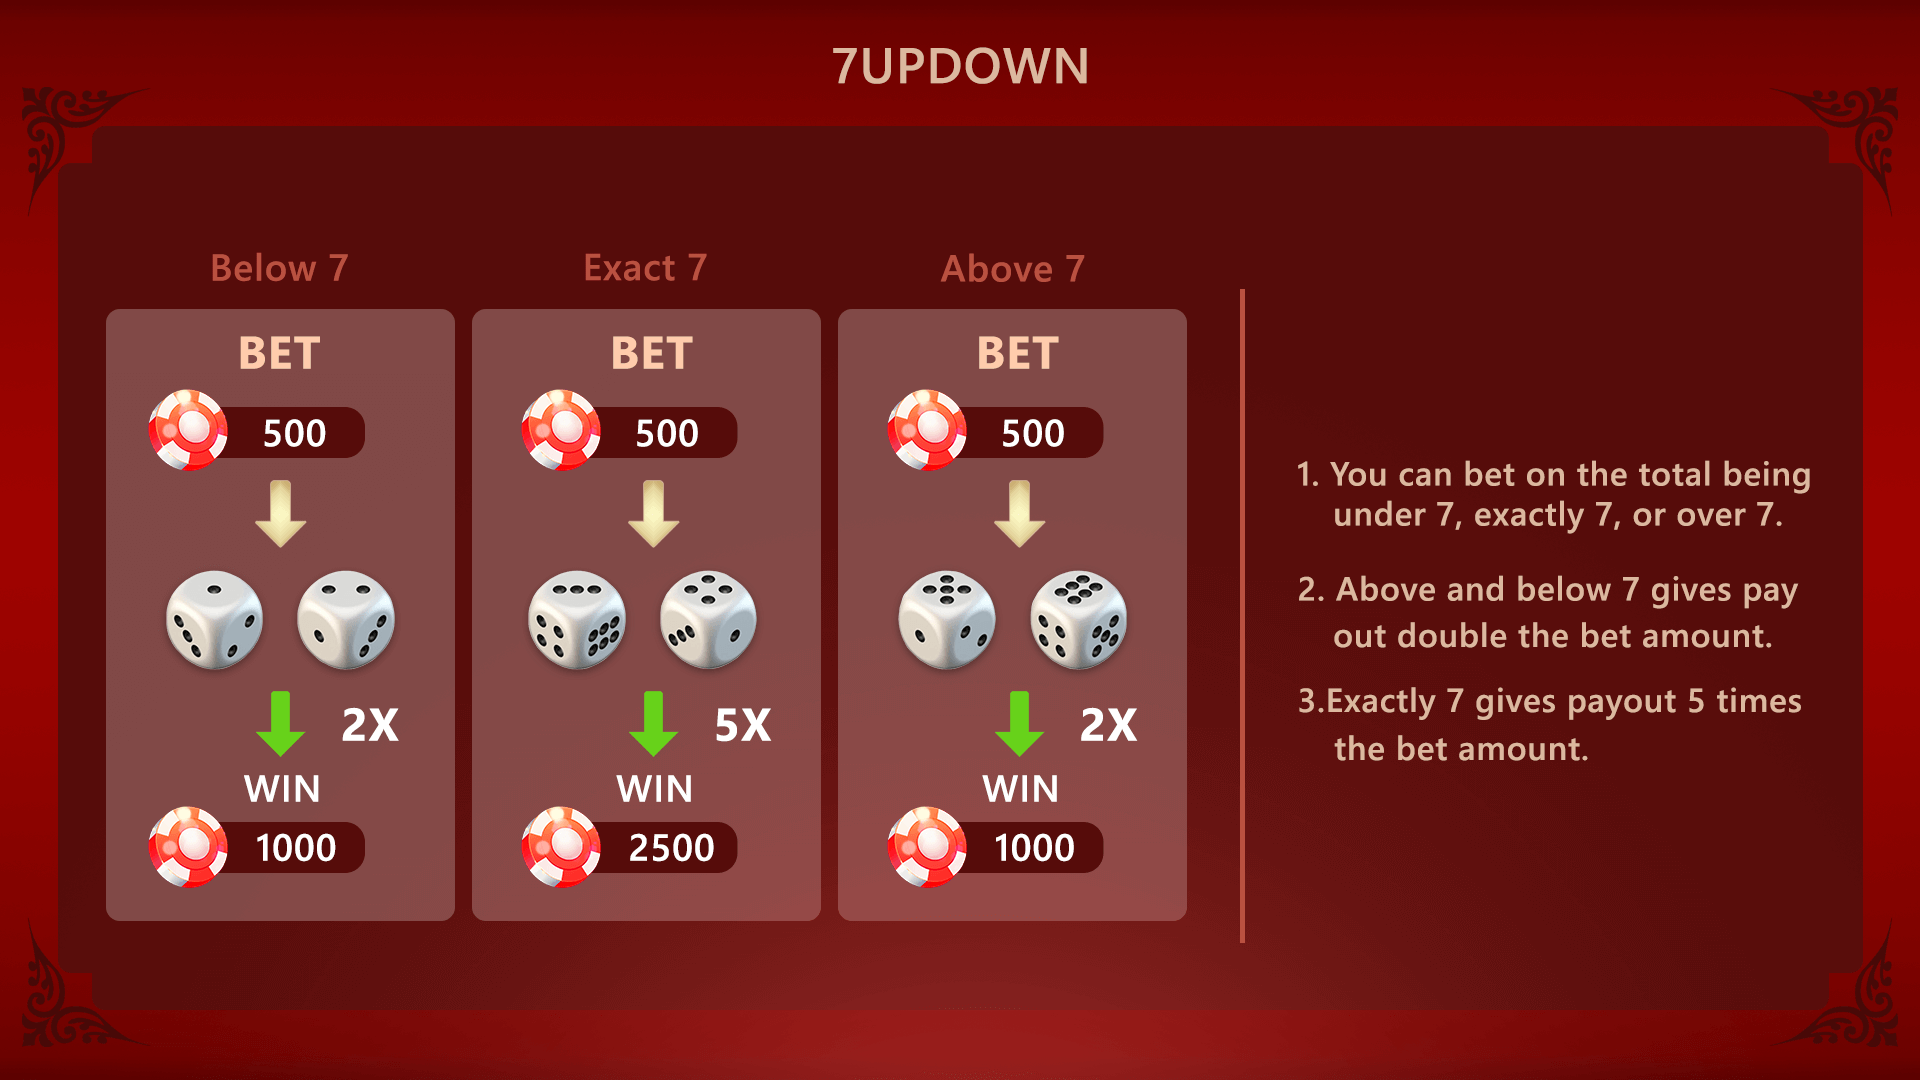 7UPDOWN
Below 7
Exact 7
Above 7
BET
BET
BET
500
500
500
2X
5X
2X
WIN
WIN
WIN
1000
2500
1000
1. You can bet on the total being
under 7, exactly 7, or over 7.
2. Above and below 7 gives pay
out double the bet amount.
3.Exactly 7 gives payout 5 times
the bet amount.